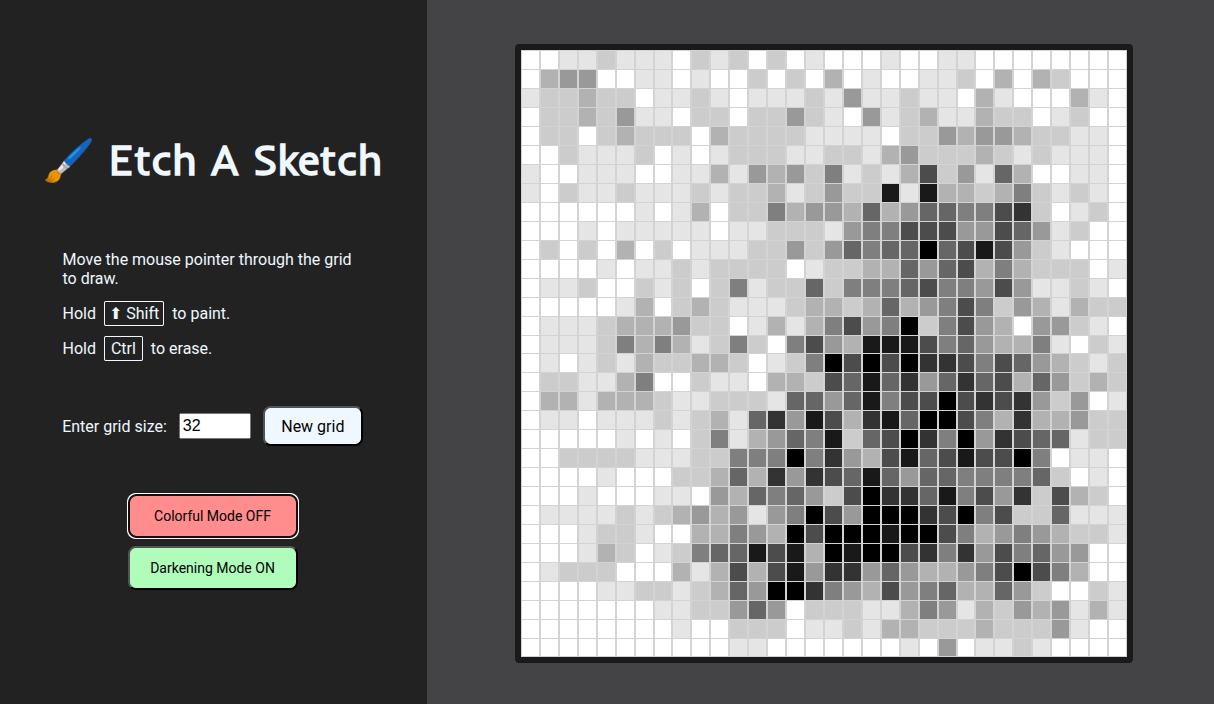 Etch A Sketch
Move the mouse pointer through the grid
to draw.
Hold ⬆ Shift to paint.
Hold Ctrl to erase.
Enter grid size: 32 New grid
Colorful Mode OFF
Darkening Mode ON